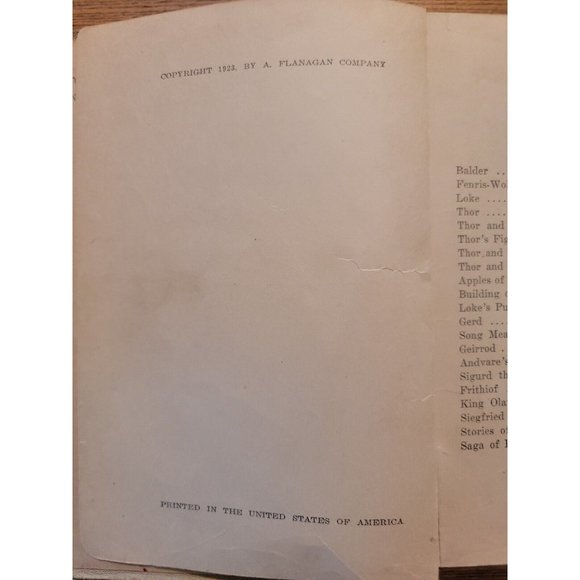 COPYRIGHT 1923, BY A. FLANAGAN COMPANY
PRINTED IN THE UNITED STATES OF AMERICA
Balder ..
Fenris-Wo
Loke ....
Thor ....
Thor and
Thor's Fig
Thor and
Thor and
Apples of
Building
Loke's Pu
Gerd ....
Song Mea
Geirrod .
Andvare's
Sigurd th
Frithiof
King Ola
Siegfried
Stories of
Saga of